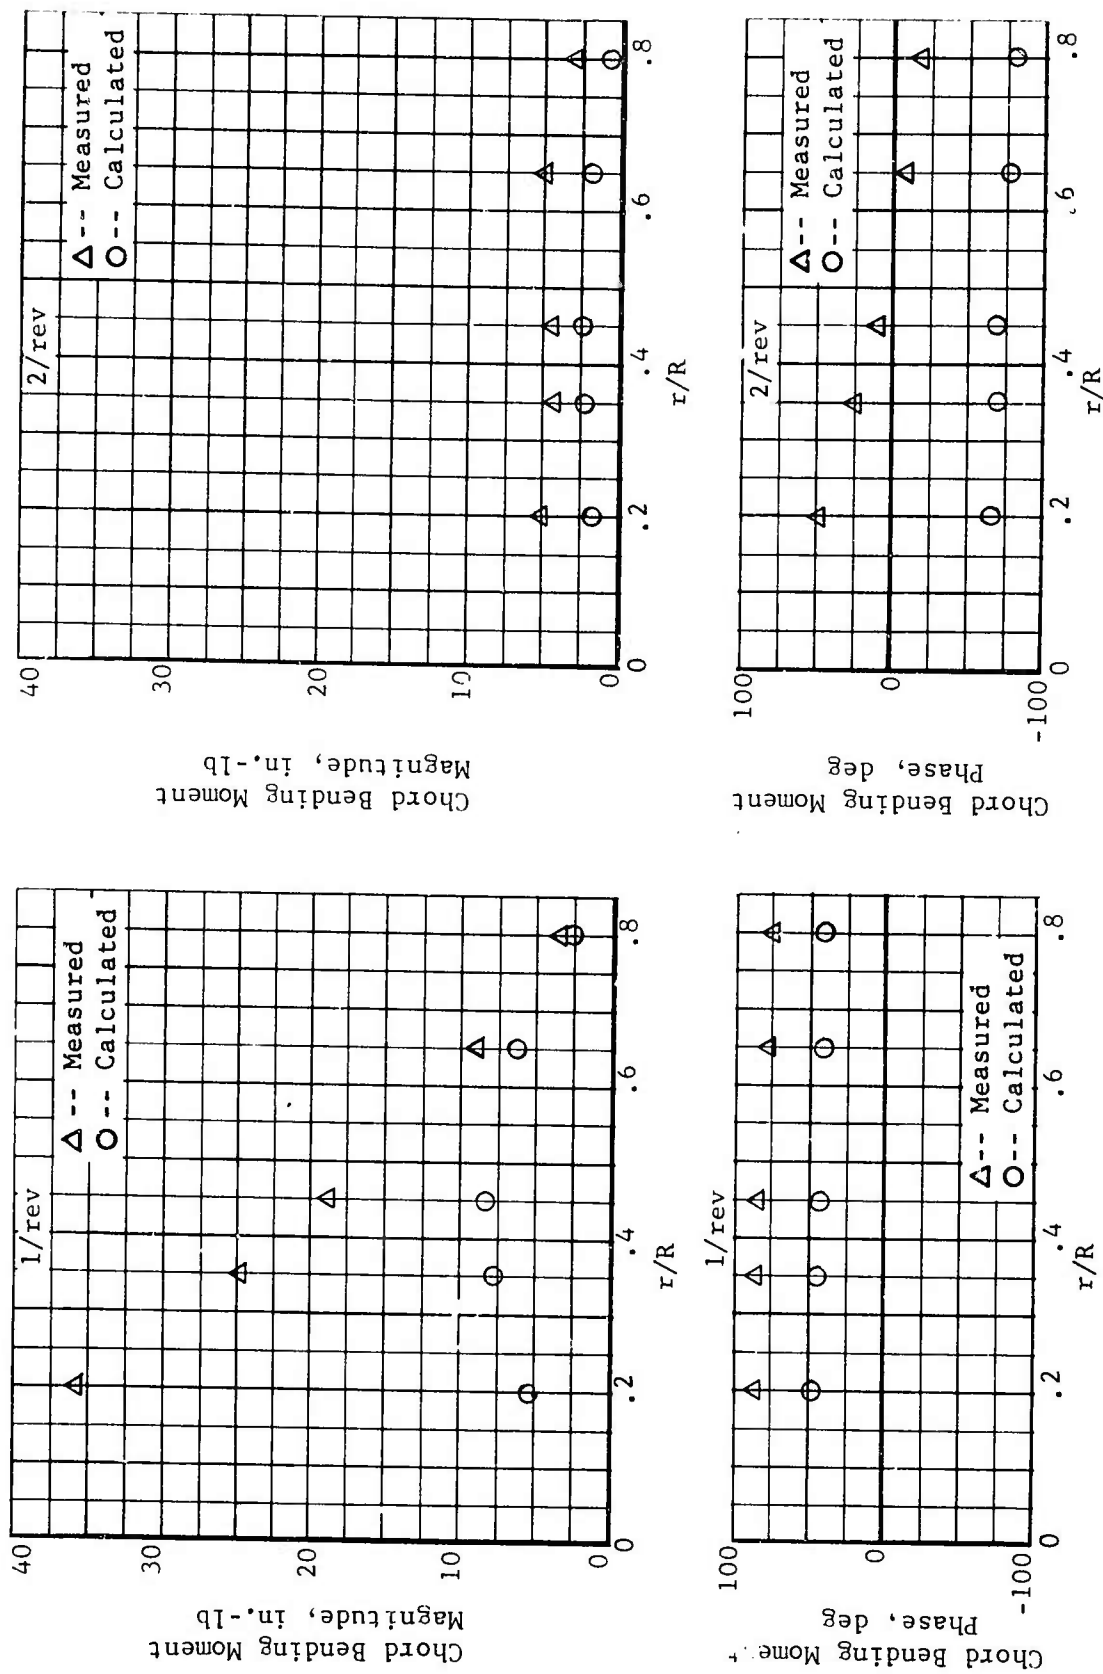 40
30
20
10
0
Chord Bending Moment
Magnitude, in.-lb
1/rev
Δ -- Measured
O -- Calculated
0
.2
.4
.6
.8
r/R
40
30
20
10
0
Chord Bending Moment
Magnitude, in.-lb
2/rev
Δ -- Measured
O -- Calculated
0
.2
.4
.6
.8
r/R
100
0
-100
Chord Bending
Phase, deg
1/rev
Δ -- Measured
O -- Calculated
0
.2
.4
.6
.8
r/R
100
0
-100
Chord Bending Moment
Phase, deg
2/rev
Δ -- Measured
O -- Calculated
0
.2
.4
.6
.8
r/R